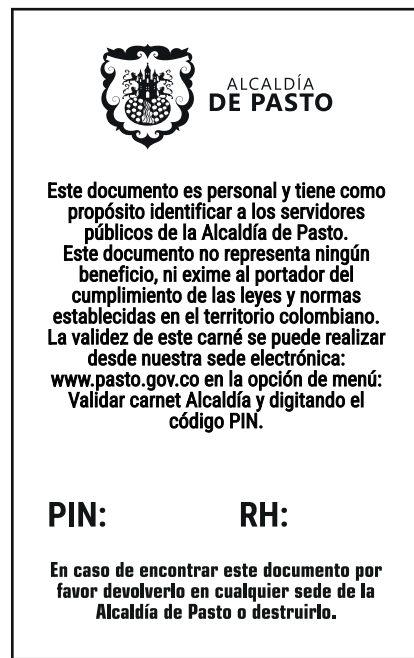 ALCALDÍA
DE PASTO
Este documento es personal y tiene como
propósito identificar a los servidores
públicos de la Alcaldía de Pasto.
Este documento no representa ningún
beneficio, ni exime al portador del
cumplimiento de las leyes y normas
establecidas en el territorio colombiano.
La validez de este carné se puede realizar
desde nuestra sede electrónica:
www.pasto.gov.co en la opción de menú:
Validar carnet Alcaldía y digitando el
código PIN.
PIN: RH:
En caso de encontrar este documento por
favor devolverlo en cualquier sede de la
Alcaldía de Pasto o destruirlo.